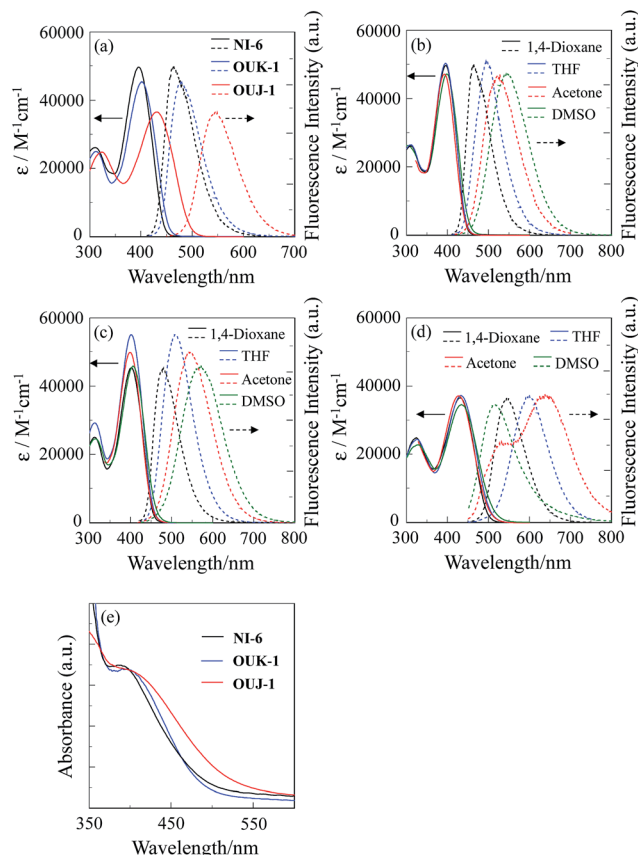 (a)
NI-6
OUK-1
OUJ-1
60000
40000
20000
0
ε / M⁻¹cm⁻¹
Fluorescence Intensity (a.u.)
300 400 500 600 700
Wavelength/nm
(b)
1,4-Dioxane
THF
Acetone
DMSO
60000
40000
20000
0
ε / M⁻¹cm⁻¹
Fluorescence Intensity (a.u.)
300 400 500 600 700 800
Wavelength/nm
(c)
1,4-Dioxane
THF
Acetone
DMSO
60000
50000
40000
30000
20000
10000
0
ε / M⁻¹cm⁻¹
Fluorescence Intensity (a.u.)
300 400 500 600 700 800
Wavelength/nm
(d)
1,4-Dioxane
THF
Acetone
DMSO
60000
40000
20000
0
ε / M⁻¹cm⁻¹
Fluorescence Intensity (a.u.)
300 400 500 600 700 800
Wavelength/nm
(e)
NI-6
OUK-1
OUJ-1
Absorbance (a.u.)
350 450 550
Wavelength/nm